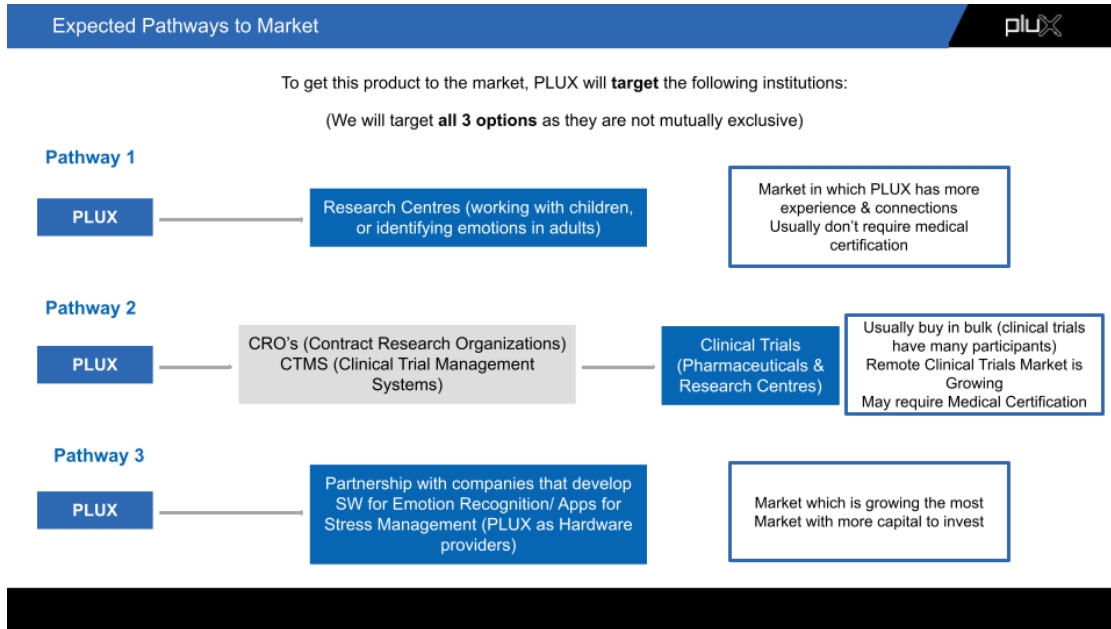 Expected Pathways to Market
plux
To get this product to the market, PLUX will target the following institutions:
(We will target all 3 options as they are not mutually exclusive)
Pathway 1
PLUX
Research Centres (working with children,
or identifying emotions in adults)
Market in which PLUX has more
experience & connections
Usually don't require medical
certification
Pathway 2
PLUX
CRO's (Contract Research Organizations)
CTMS (Clinical Trial Management
Systems)
Clinical Trials
(Pharmaceuticals &
Research Centres)
Usually buy in bulk (clinical trials
have many participants)
Remote Clinical Trials Market is
Growing
May require Medical Certification
Pathway 3
PLUX
Partnership with companies that develop
SW for Emotion Recognition/ Apps for
Stress Management (PLUX as Hardware
providers)
Market which is growing the most
Market with more capital to invest